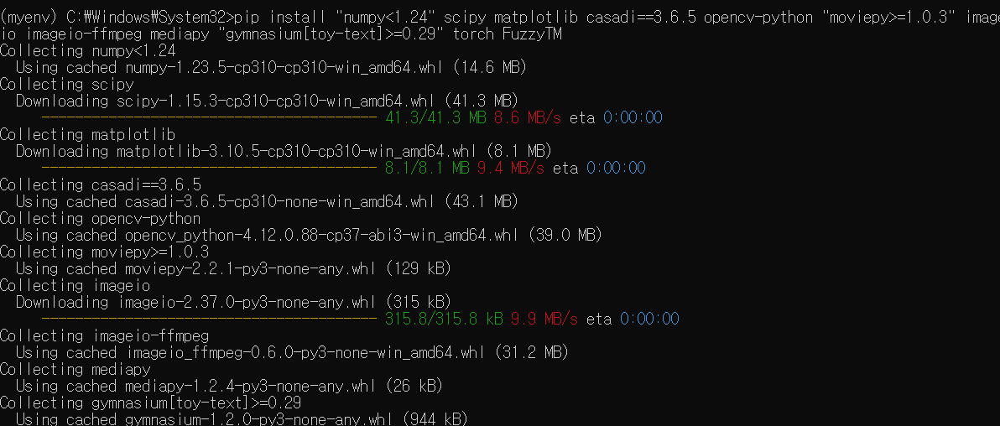 (myenv) C:₩Windows₩System32>pip install "numpy<1.24" scipy matplotlib casadi==3.6.5 opencv-python "moviepy>=1.0.3" image
io imageio-ffmpeg mediapy "gymnasium[toy-text]>=0.29" torch FuzzyTM
Collecting numpy<1.24
  Using cached numpy-1.23.5-cp310-cp310-win_amd64.whl (14.6 MB)
Collecting scipy
  Downloading scipy-1.15.3-cp310-cp310-win_amd64.whl (41.3 MB)
     ---------------------------------------- 41.3/41.3 MB 8.6 MB/s eta 0:00:00
Collecting matplotlib
  Downloading matplotlib-3.10.5-cp310-cp310-win_amd64.whl (8.1 MB)
     ---------------------------------------- 8.1/8.1 MB 9.4 MB/s eta 0:00:00
Collecting casadi==3.6.5
  Using cached casadi-3.6.5-cp310-none-win_amd64.whl (43.1 MB)
Collecting opencv-python
  Using cached opencv_python-4.12.0.88-cp37-abi3-win_amd64.whl (39.0 MB)
Collecting moviepy>=1.0.3
  Using cached moviepy-2.2.1-py3-none-any.whl (129 kB)
Collecting imageio
  Downloading imageio-2.37.0-py3-none-any.whl (315 kB)
     ---------------------------------------- 315.8/315.8 kB 9.9 MB/s eta 0:00:00
Collecting imageio-ffmpeg
  Using cached imageio_ffmpeg-0.6.0-py3-none-win_amd64.whl (31.2 MB)
Collecting mediapy
  Using cached mediapy-1.2.4-py3-none-any.whl (26 kB)
Collecting gymnasium[toy-text]>=0.29
  Using cached gymnasium-1.2.0-py3-none-any.whl (944 kB)